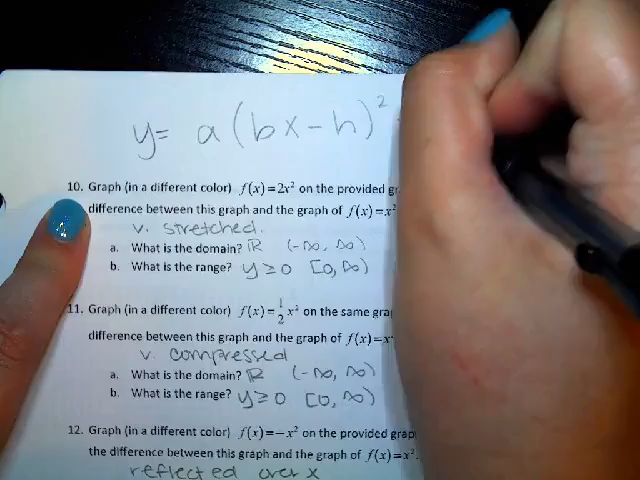 y= a(bx-h)²
10. Graph (in a different color) f(x)=2x² on the provided
difference between this graph and the graph of f(x)=x²
v. stretched.
a. What is the domain? ℝ (-∞, ∞)
b. What is the range? y≥0 [0,∞)
11. Graph (in a different color) f(x)=½x² on the same
difference between this graph and the graph of f(x)=x²
v. compressed
a. What is the domain? ℝ (-∞, ∞)
b. What is the range? y≥0 [0,∞)
12. Graph (in a different color) f(x)=-x² on the provided
the difference between this graph and the graph of f(x)=x².
reflected over x